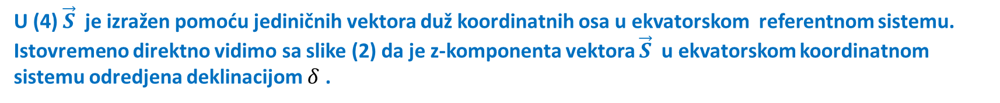 U (4) $\vec{S}$ je izražen pomoću jediničnih vektora duž koordinatnih osa u ekvatorskom referentnom sistemu.
Istovremeno direktno vidimo sa slike (2) da je z-komponenta vektora $\vec{S}$ u ekvatorskom koordinatnom
sistemu odredjena deklinacijom δ .